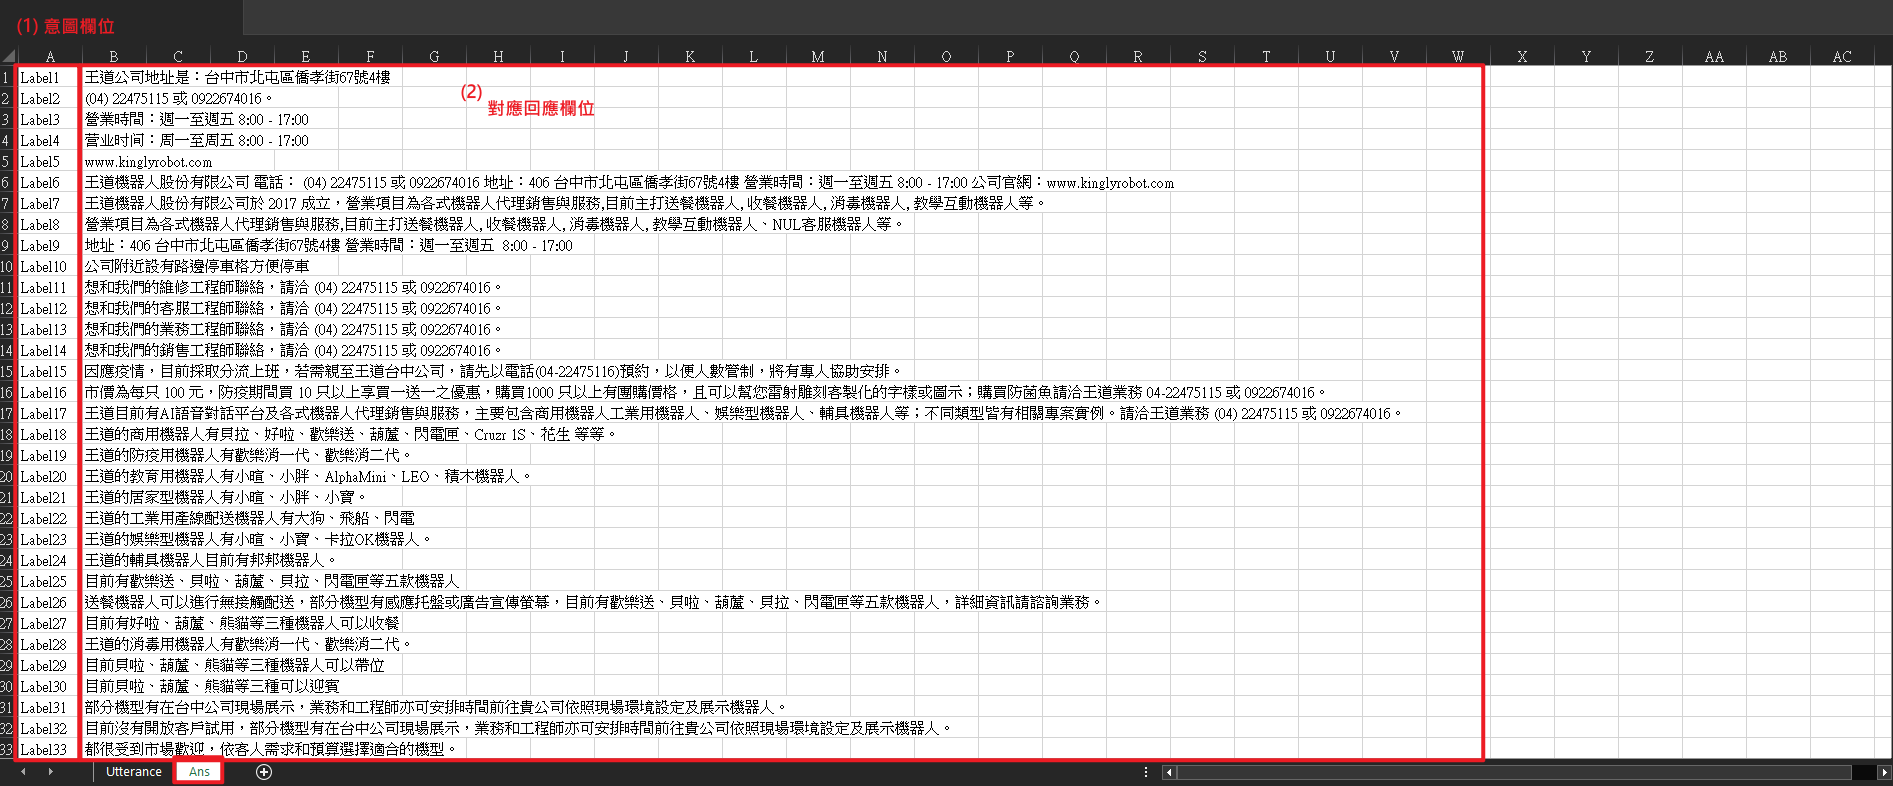 (1) 意圖欄位
A B C D E F G H I J K L M N O P Q R S T U V W X Y Z AA AB AC
(2)
對應回應欄位
1 Label1 王道公司地址是：台中市北屯區僑孝街67號4樓
2 Label2 (04) 22475115 或 0922674016。
3 Label3 營業時間：週一至週五 8:00 - 17:00
4 Label4 营业时间：周一至周五 8:00 - 17:00
5 Label5 www.kinglyrobot.com
6 Label6 王道機器人股份有限公司 電話： (04) 22475115 或 0922674016 地址：406 台中市北屯區僑孝街67號4樓 營業時間：週一至週五 8:00 - 17:00 公司官網：www.kinglyrobot.com
7 Label7 王道機器人股份有限公司於 2017 成立，營業項目為各式機器人代理銷售與服務,目前主打送餐機器人, 收餐機器人, 消毒機器人, 教學互動機器人等。
8 Label8 營業項目為各式機器人代理銷售與服務,目前主打送餐機器人, 收餐機器人, 消毒機器人, 教學互動機器人、NUL客服機器人等。
9 Label9 地址：406 台中市北屯區僑孝街67號4樓 營業時間：週一至週五  8:00 - 17:00
10 Label10 公司附近設有路邊停車格方便停車
11 Label11 想和我們的維修工程師聯絡，請洽 (04) 22475115 或 0922674016。
12 Label12 想和我們的客服工程師聯絡，請洽 (04) 22475115 或 0922674016。
13 Label13 想和我們的業務工程師聯絡，請洽 (04) 22475115 或 0922674016。
14 Label14 想和我們的銷售工程師聯絡，請洽 (04) 22475115 或 0922674016。
15 Label15 因應疫情，目前採取分流上班，若需親至王道台中公司，請先以電話(04-22475116)預約，以便人數管制，將有專人協助安排。
16 Label16 市價為每只 100 元，防疫期間買 10 只以上享買一送一之優惠，購買1000 只以上有團購價格，且可以幫您雷射雕刻客製化的字樣或圖示；購買防菌魚請洽王道業務 04-22475115 或 0922674016。
17 Label17 王道目前有AI語音對話平台及各式機器人代理銷售與服務，主要包含商用機器人工業用機器人、娛樂型機器人、輔具機器人等；不同類型皆有相關專案實例。請洽王道業務 (04) 22475115 或 0922674016。
18 Label18 王道的商用機器人有貝拉、好啦、歡樂送、葫蘆、閃電匣、Cruzr 1S、花生 等等。
19 Label19 王道的防疫用機器人有歡樂消一代、歡樂消二代。
20 Label20 王道的教育用機器人有小暄、小胖、AlphaMini、LEO、積木機器人。
21 Label21 王道的居家型機器人有小暄、小胖、小寶。
22 Label22 王道的工業用產線配送機器人有大狗、飛船、閃電
23 Label23 王道的娛樂型機器人有小暄、小寶、卡拉OK機器人。
24 Label24 王道的輔具機器人目前有邦邦機器人。
25 Label25 目前有歡樂送、貝啦、葫蘆、貝拉、閃電匣等五款機器人
26 Label26 送餐機器人可以進行無接觸配送，部分機型有感應托盤或廣告宣傳螢幕，目前有歡樂送、貝啦、葫蘆、貝拉、閃電匣等五款機器人，詳細資訊請諮詢業務。
27 Label27 目前有好啦、葫蘆、熊貓等三種機器人可以收餐
28 Label28 王道的消毒用機器人有歡樂消一代、歡樂消二代。
29 Label29 目前貝啦、葫蘆、熊貓等三種機器人可以帶位
30 Label30 目前貝啦、葫蘆、熊貓等三種可以迎賓
31 Label31 部分機型有在台中公司現場展示，業務和工程師亦可安排時間前往貴公司依照現場環境設定及展示機器人。
32 Label32 目前沒有開放客戶試用，部分機型有在台中公司現場展示，業務和工程師亦可安排時間前往貴公司依照現場環境設定及展示機器人。
33 Label33 都很受到市場歡迎，依客人需求和預算選擇適合的機型。
Utterance Ans